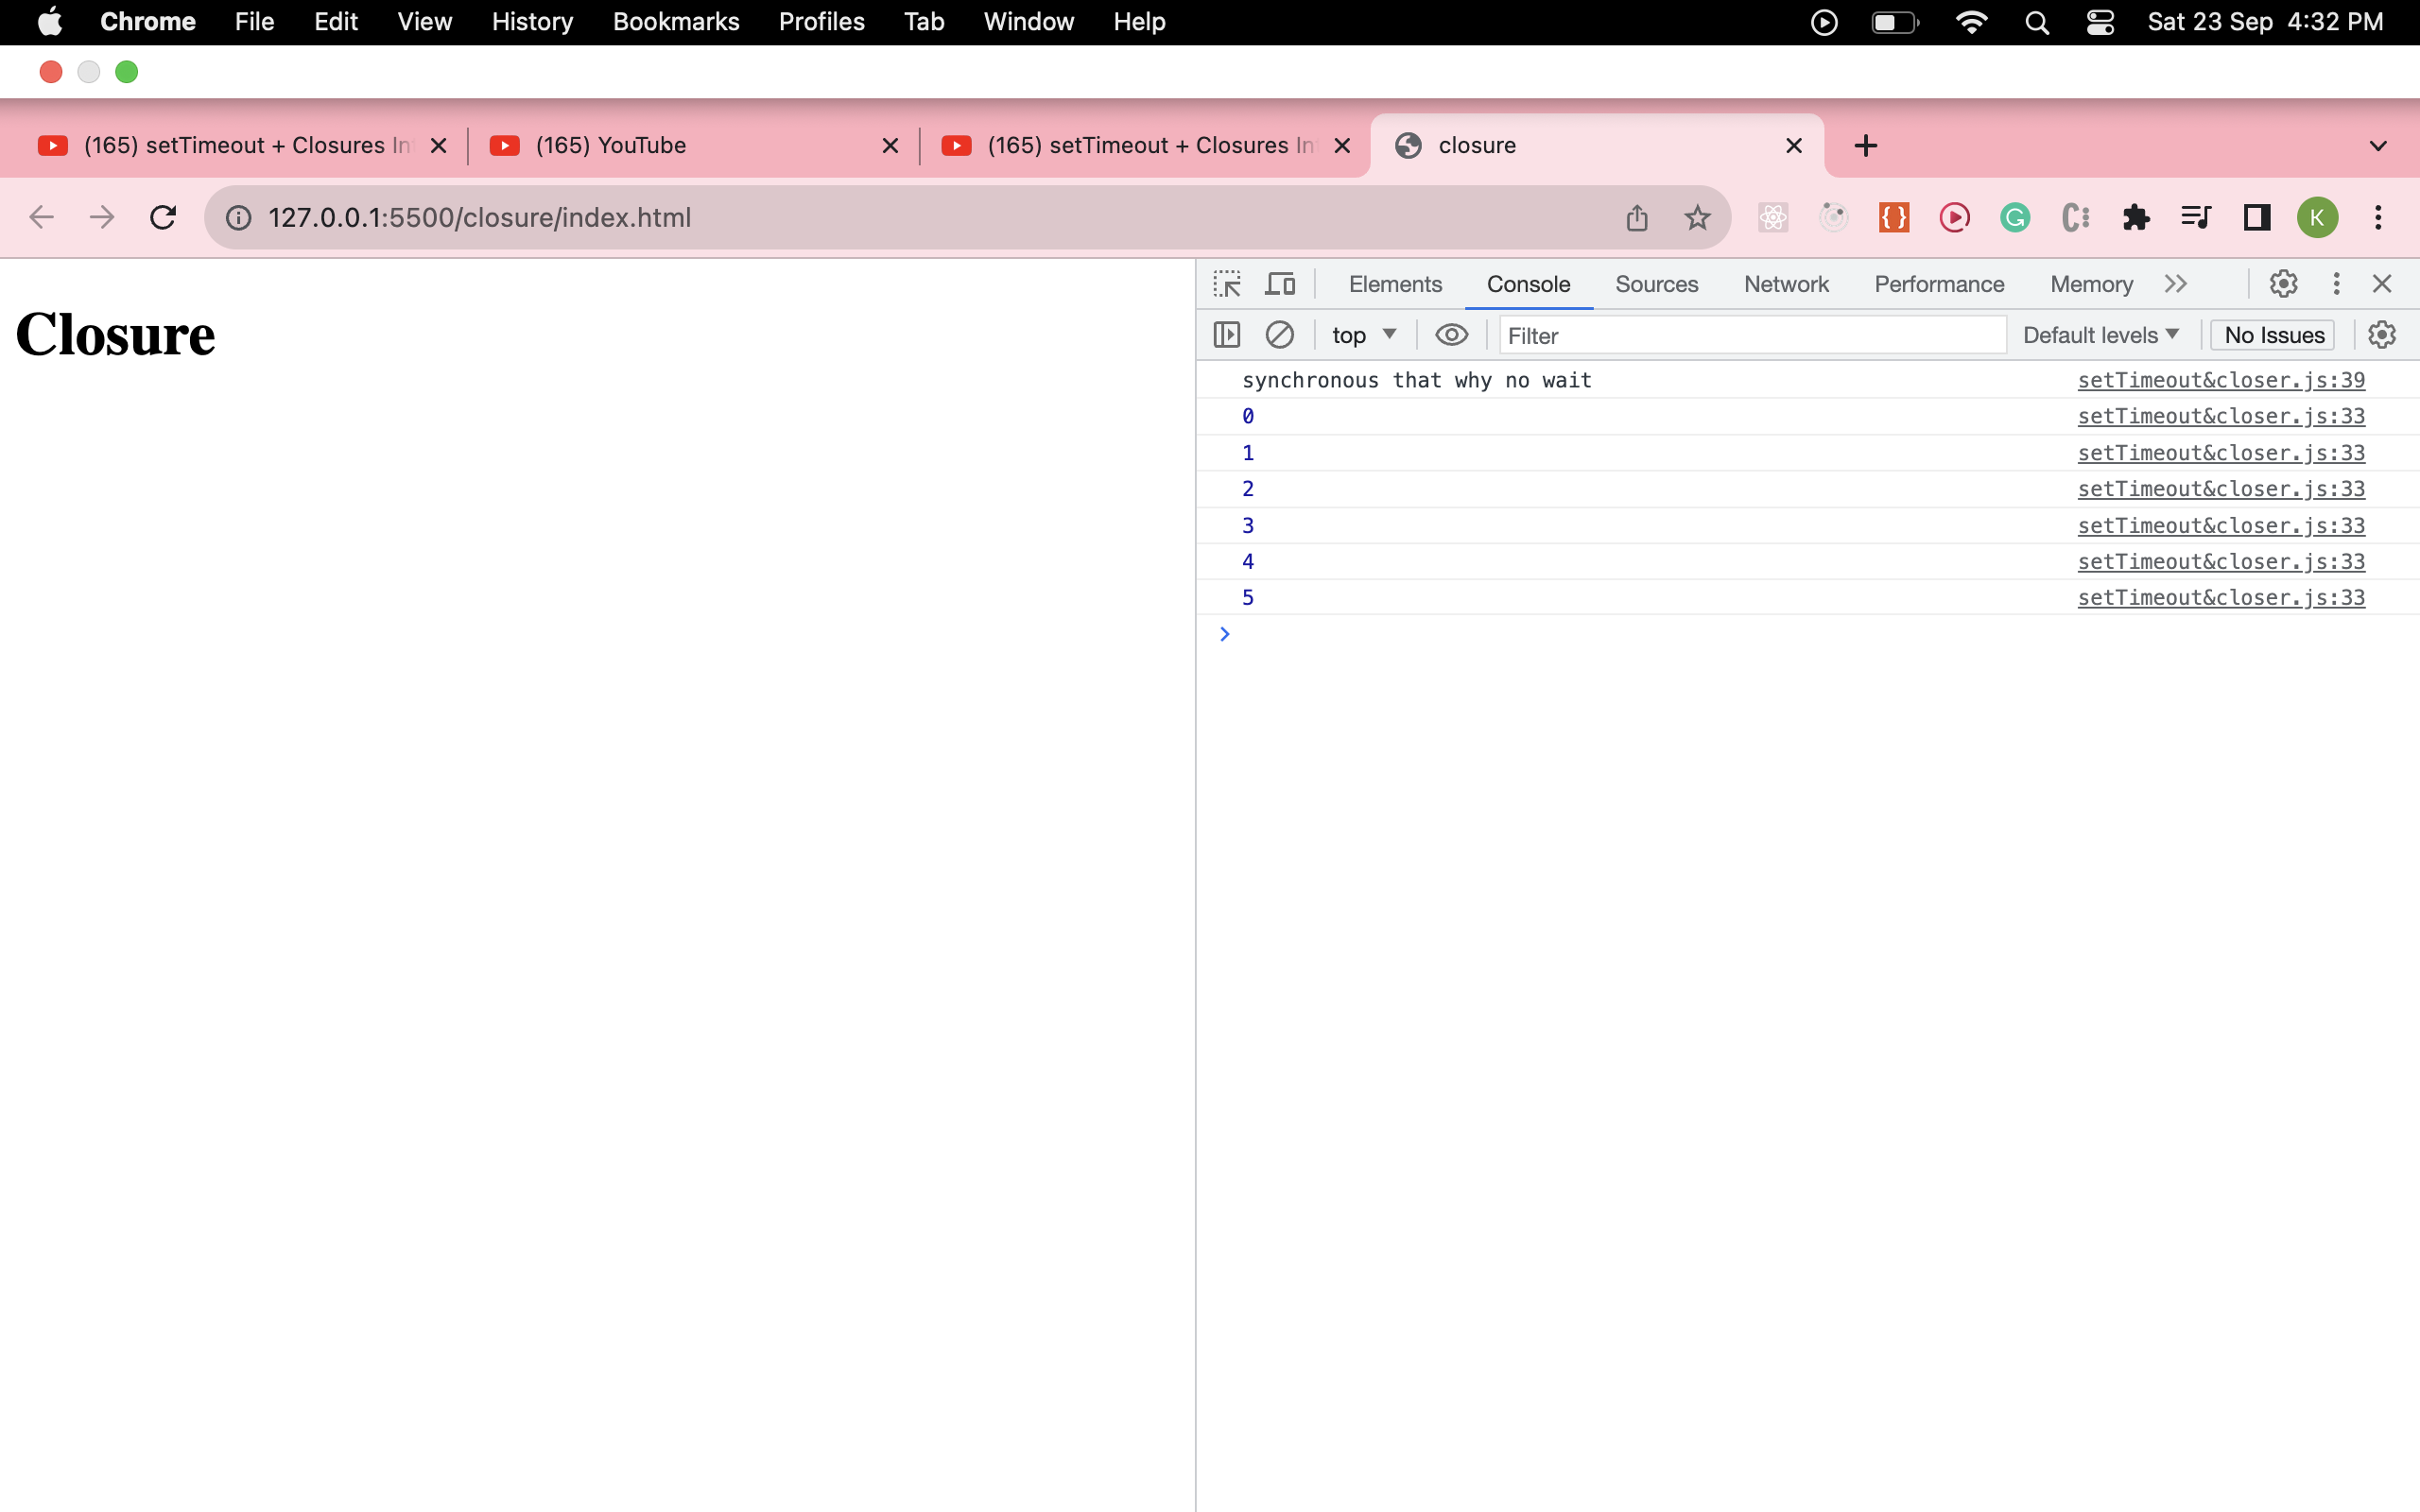 Chrome File Edit View History Bookmarks Profiles Tab Window Help Sat 23 Sep 4:32 PM
(165) setTimeout + Closures In (165) YouTube (165) setTimeout + Closures In closure
127.0.0.1:5500/closure/index.html K
Closure
Elements Console Sources Network Performance Memory
top Filter Default levels No Issues
synchronous that why no wait setTimeout&closer.js:39
0 setTimeout&closer.js:33
1 setTimeout&closer.js:33
2 setTimeout&closer.js:33
3 setTimeout&closer.js:33
4 setTimeout&closer.js:33
5 setTimeout&closer.js:33